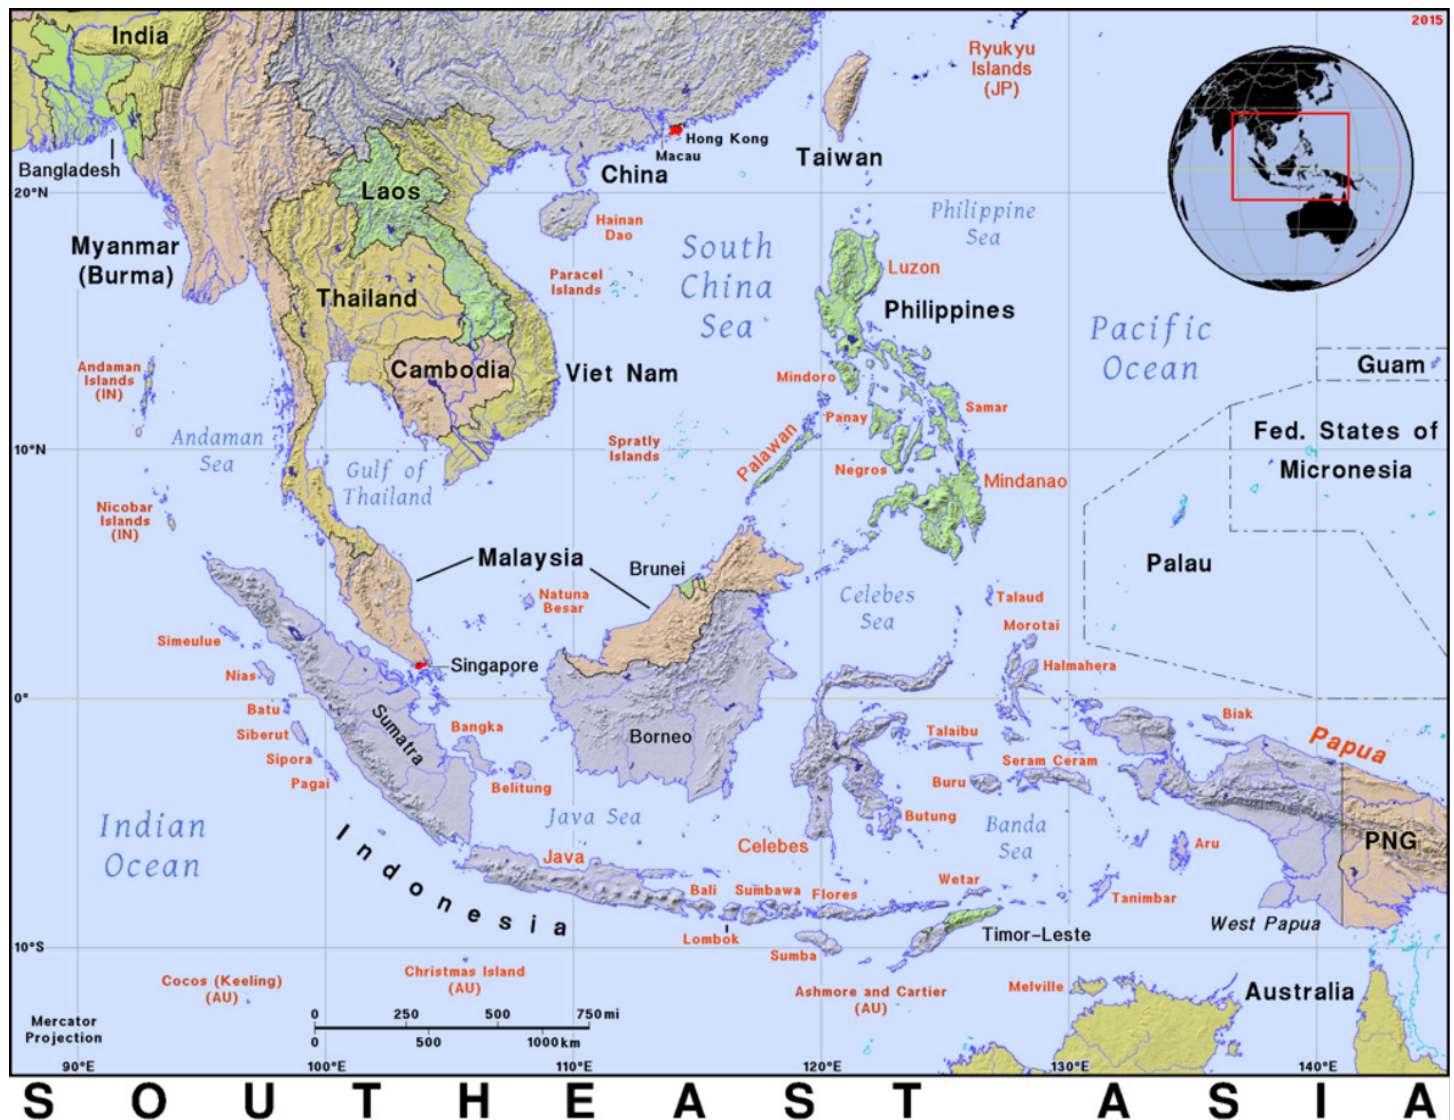 2015
India
Ryukyu
Islands
(JP)
Hong Kong
Macau
Taiwan
Bangladesh
China
Laos
20°N
Hainan
Dao
Philippine
Sea
Myanmar
(Burma)
South
China
Sea
Paracel
Islands
Luzon
Thailand
Philippines
Pacific
Ocean
Guam
Cambodia
Viet Nam
Andaman
Islands
(IN)
Mindoro
Samar
Panay
Andaman
Sea
10°N
Spratly
Islands
Palawan
Fed. States of
Micronesia
Gulf of
Thailand
Negros
Mindanao
Nicobar
Islands
(IN)
Malaysia
Brunei
Palau
Natuna
Besar
Celebes
Sea
Talaud
Morotai
Simeulue
Singapore
Halmahera
Nias
0°
Batu
Siberut
Sipora
Pagai
Sumatra
Bangka
Belitung
Borneo
Talaibu
Biak
Papua
Seram Ceram
Buru
Butung
Indian
Ocean
Java Sea
Banda
Sea
Celebes
Aru
PNG
Indonesia
Java
Bali
Sumbawa
Flores
Wetar
Tanimbar
Lombok
Timor-Leste
West Papua
10°S
Sumba
Cocos (Keeling)
(AU)
Christmas Island
(AU)
Ashmore and Cartier
(AU)
Melville
Australia
Mercator
Projection
0 250 500 750 mi
0 500 1000 km
90°E 100°E 110°E 120°E 130°E 140°E
SOUTHEAST ASIA